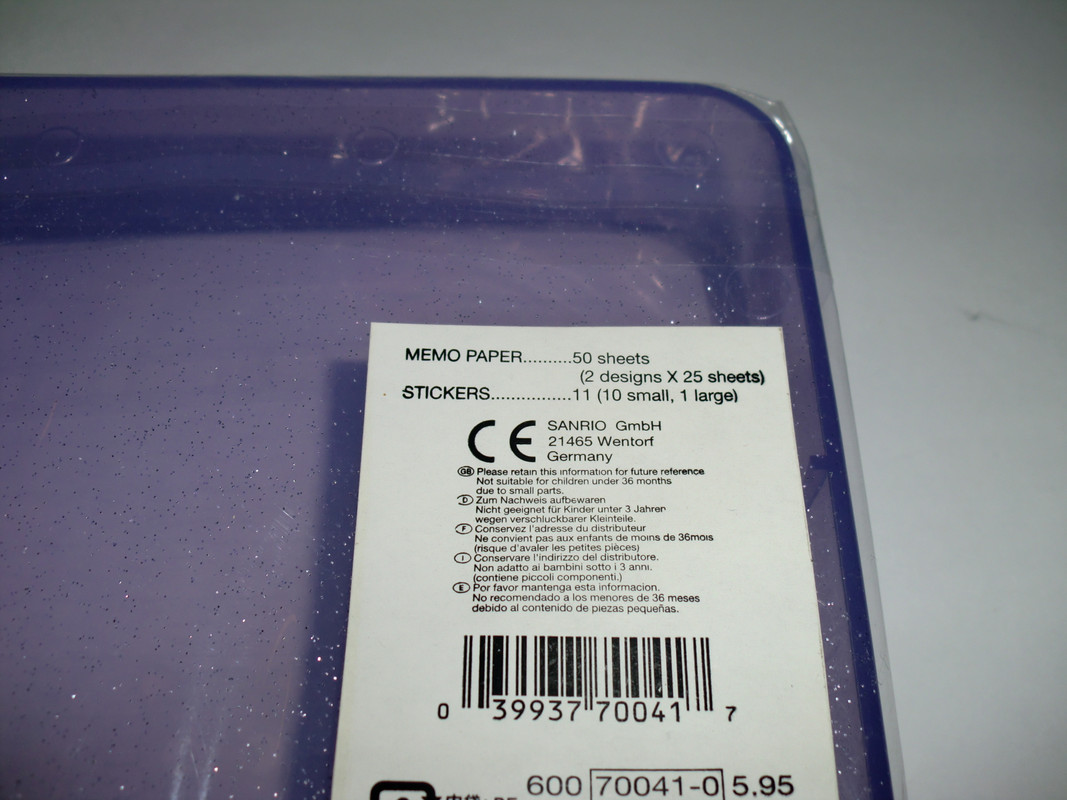 MEMO PAPER..........50 sheets
(2 designs X 25 sheets)
STICKERS................11 (10 small, 1 large)
CE
SANRIO GmbH
21465 Wentorf
Germany
GB Please retain this information for future reference
Not suitable for children under 36 months
due to small parts.
D Zum Nachweis aufbewaren
Nicht geeignet für Kinder unter 3 Jahren
wegen verschluckbarer Kleinteile.
F Conservez l'adresse du distributeur
Ne convient pas aux enfants de moins de 36mois
(risque d'avaler les petites pièces)
I Conservare l'indirizzo del distributore.
Non adatto ai bambini sotto i 3 anni.
(contiene piccoli componenti.)
E Por favor mantenga esta informacion.
No recomendado a los menores de 36 meses
debido al contenido de piezas pequeñas.
0 39937 70041 7
600 70041-0 5.95